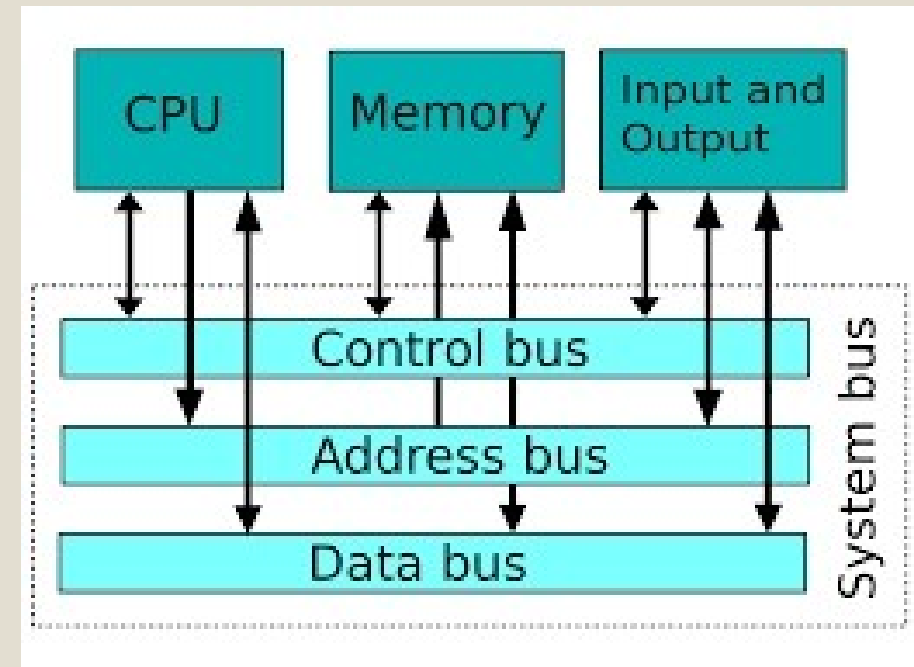 CPU
Memory
Input and
Output
Control bus
Address bus
Data bus
System bus